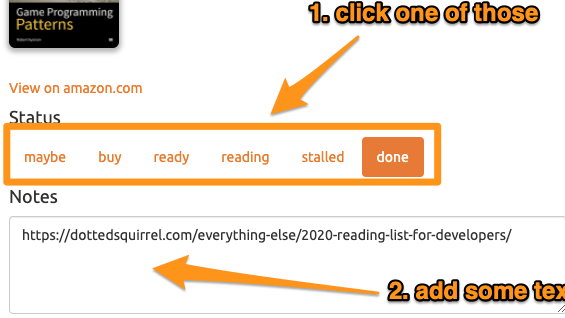 1. click one of those
Game Programming
Patterns
Robert Nystrom
View on amazon.com
Status
maybe buy ready reading stalled done
Notes
https://dottedsquirrel.com/everything-else/2020-reading-list-for-developers/
2. add some tex